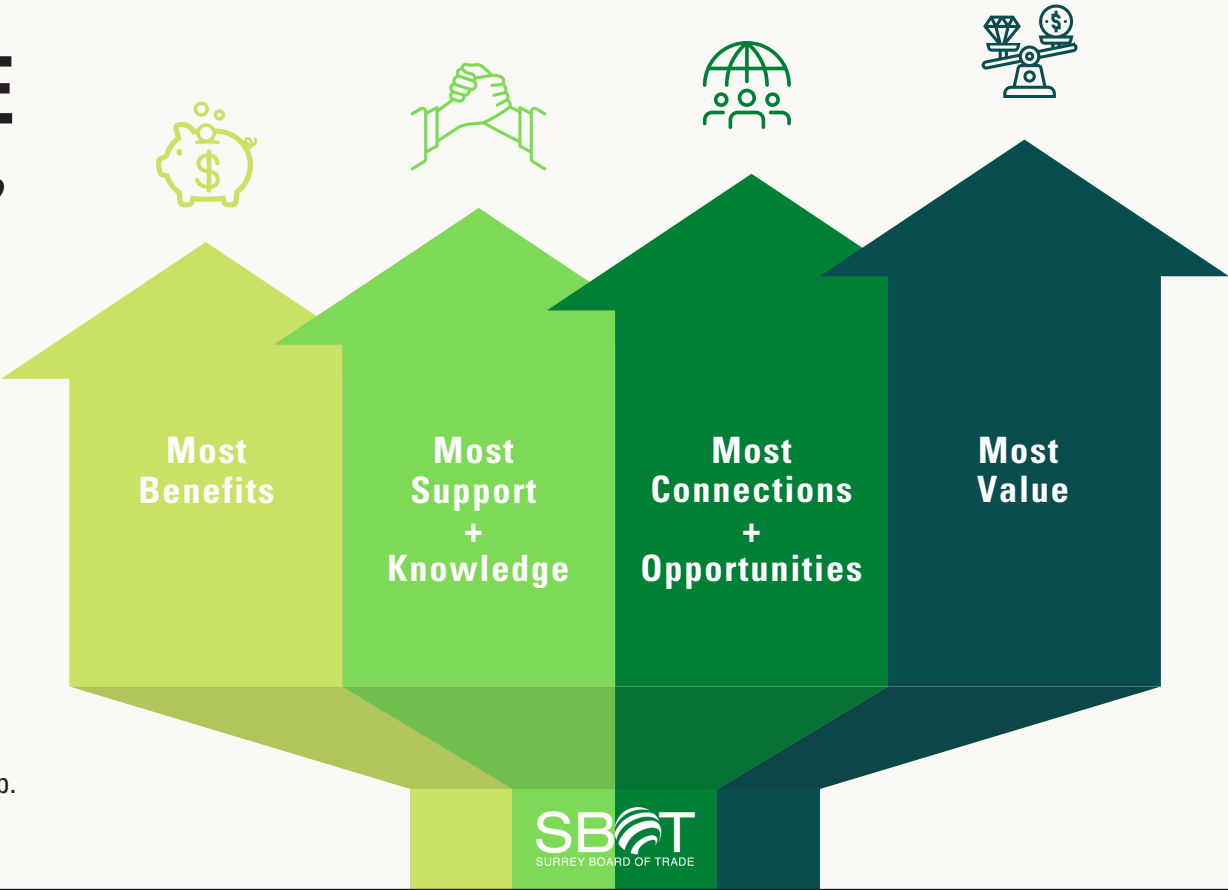 E
,
Most
Benefits
Most
Support
+
Knowledge
Most
Connections
+
Opportunities
Most
Value
p.
SBOT
SURREY BOARD OF TRADE